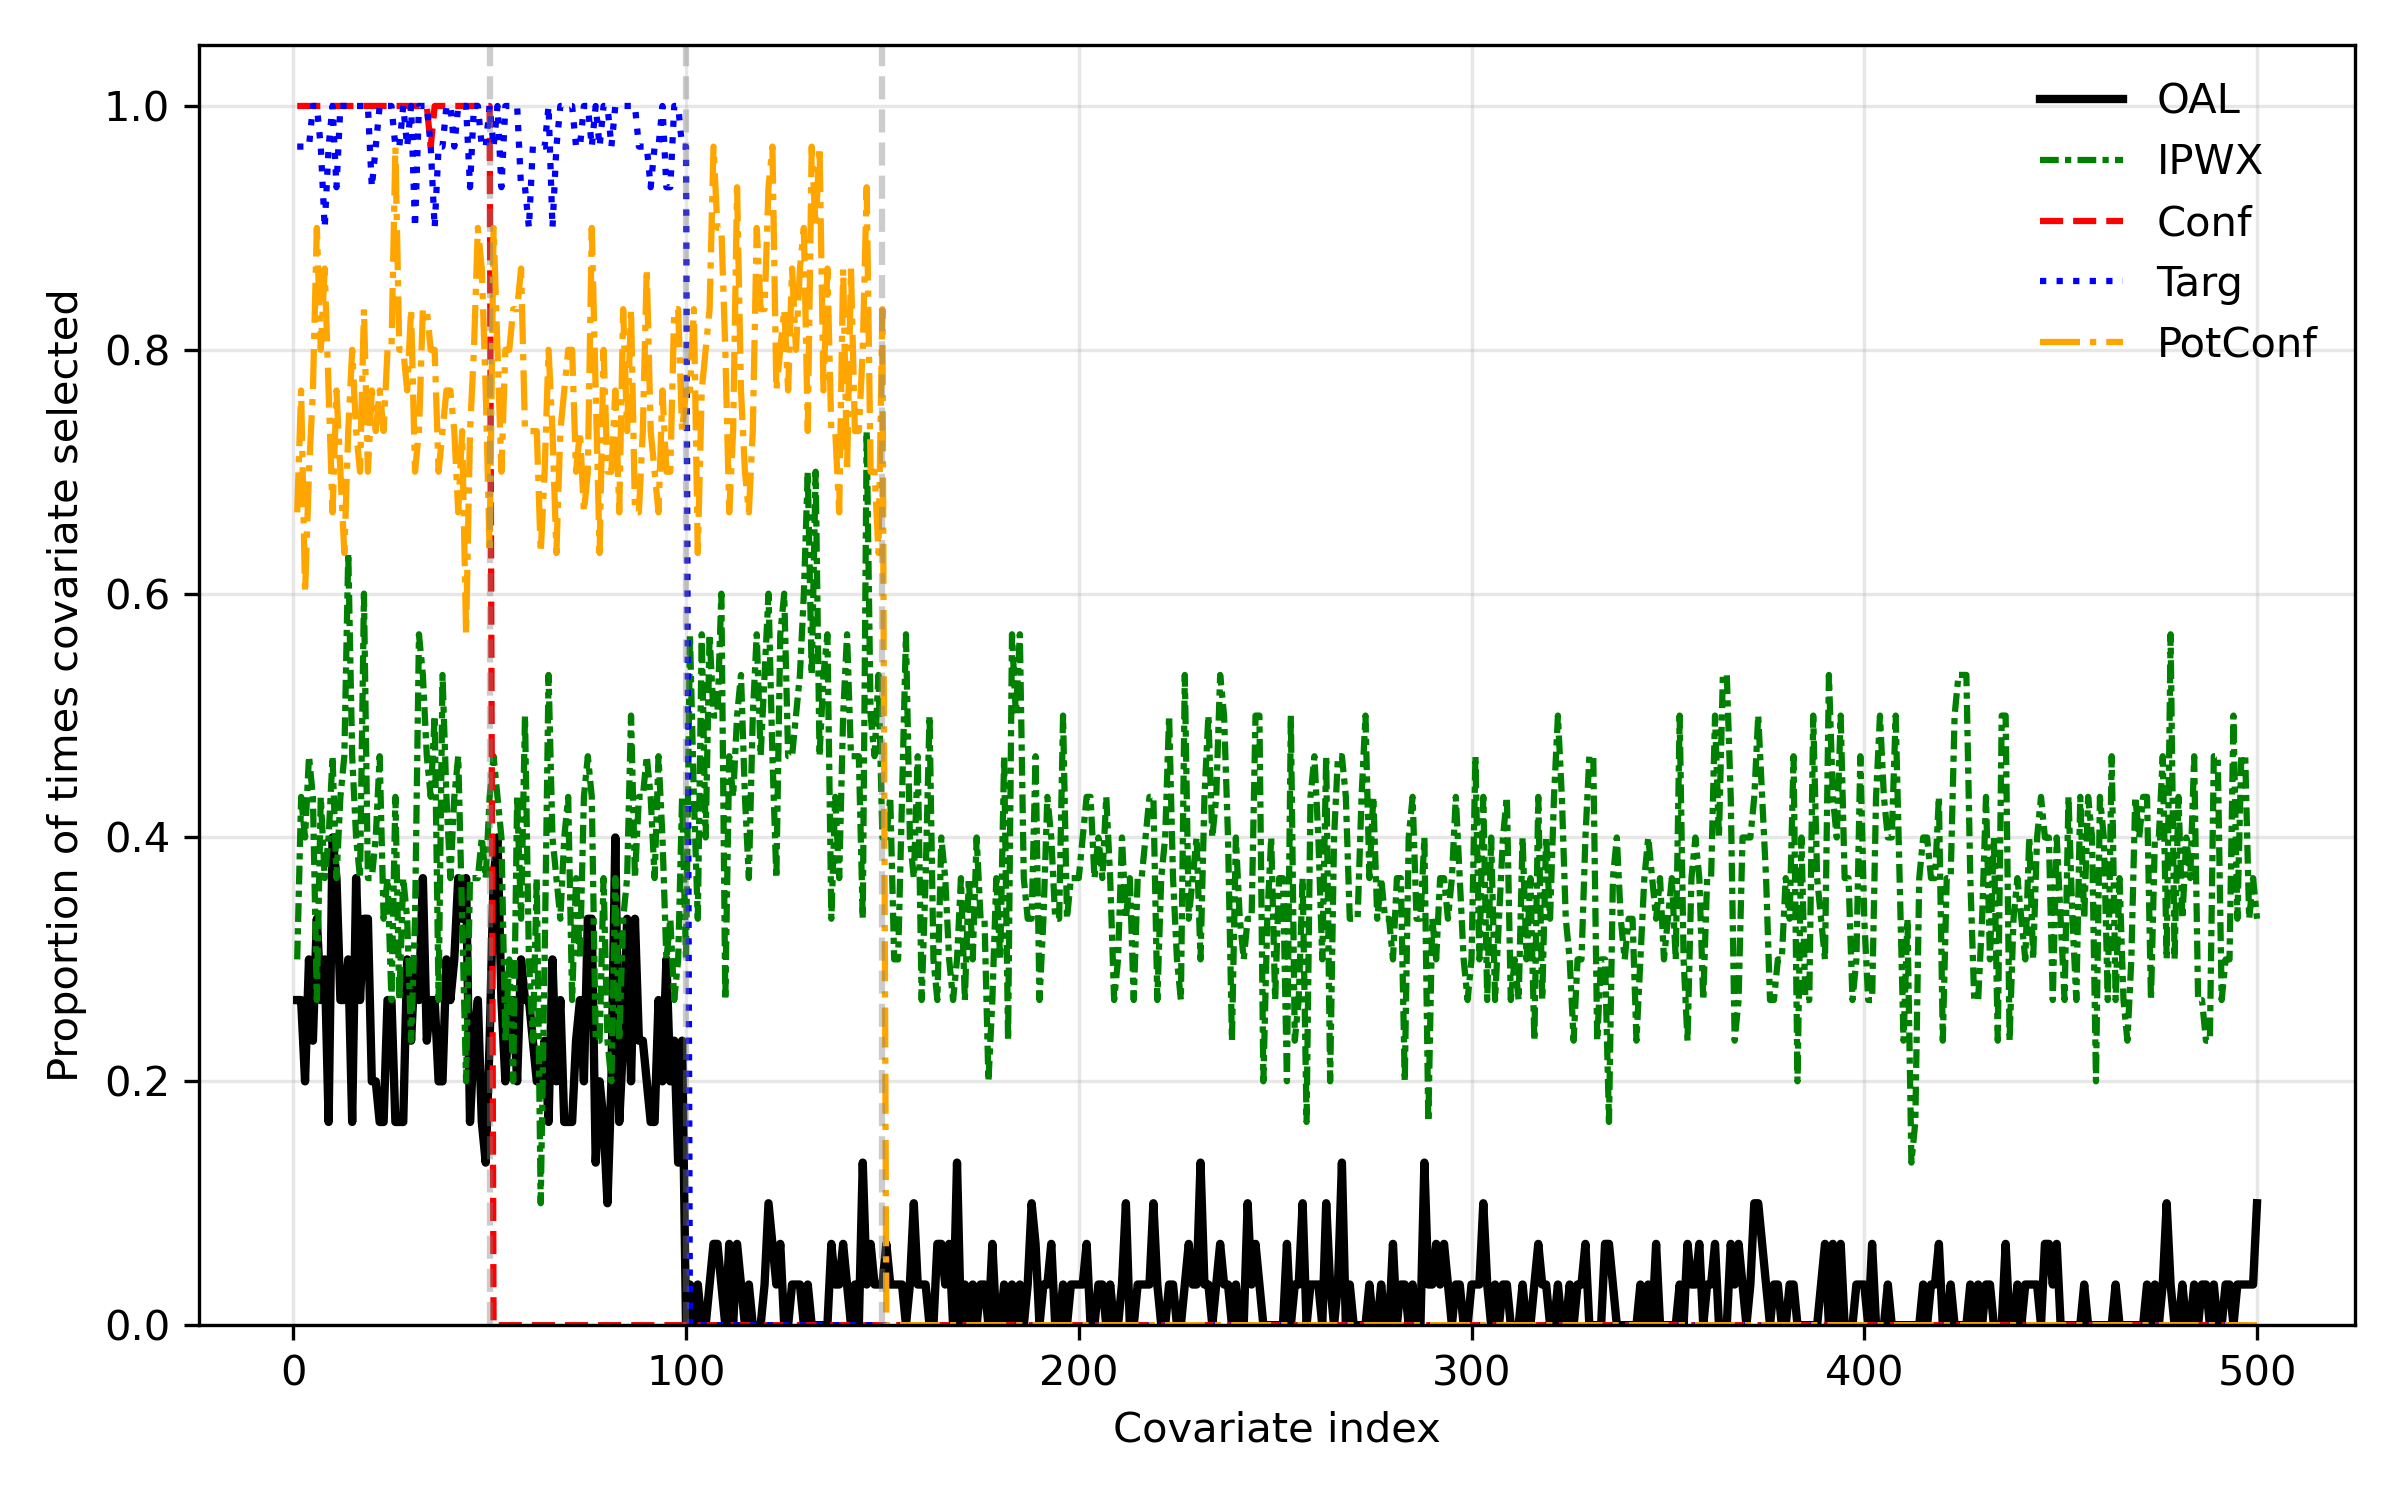 Proportion of times covariate selected
1.0
0.8
0.6
0.4
0.2
0.0
OAL
IPWX
Conf
Targ
PotConf
0 100 200 300 400 500
Covariate index